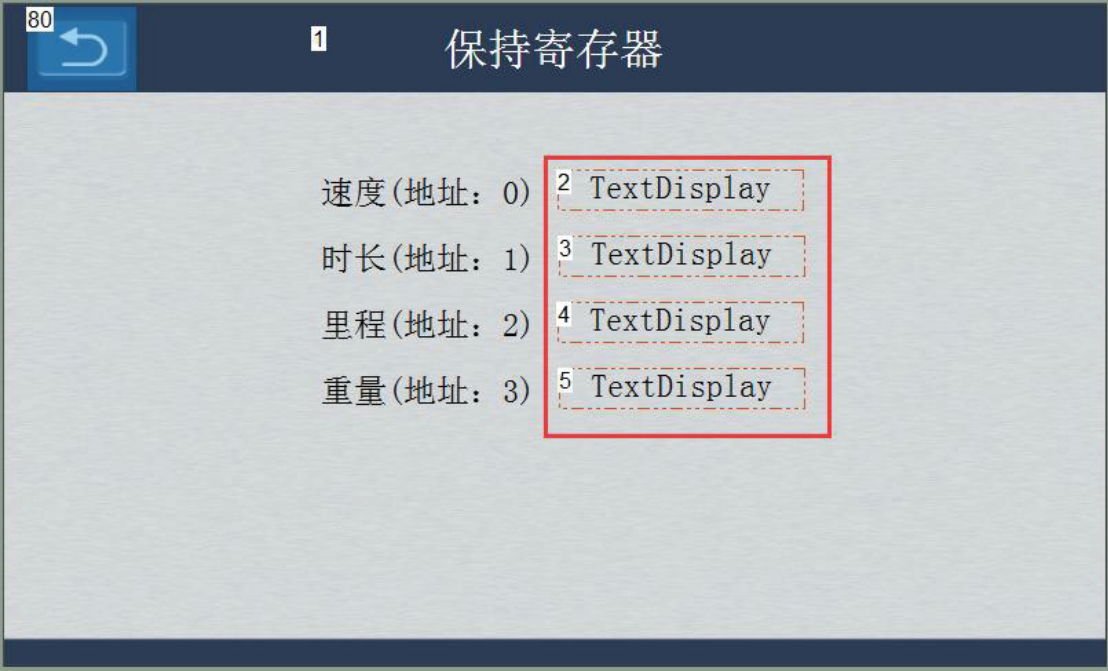 80
1
保持寄存器
速度(地址：0) 2 TextDisplay
时长(地址：1) 3 TextDisplay
里程(地址：2) 4 TextDisplay
重量(地址：3) 5 TextDisplay